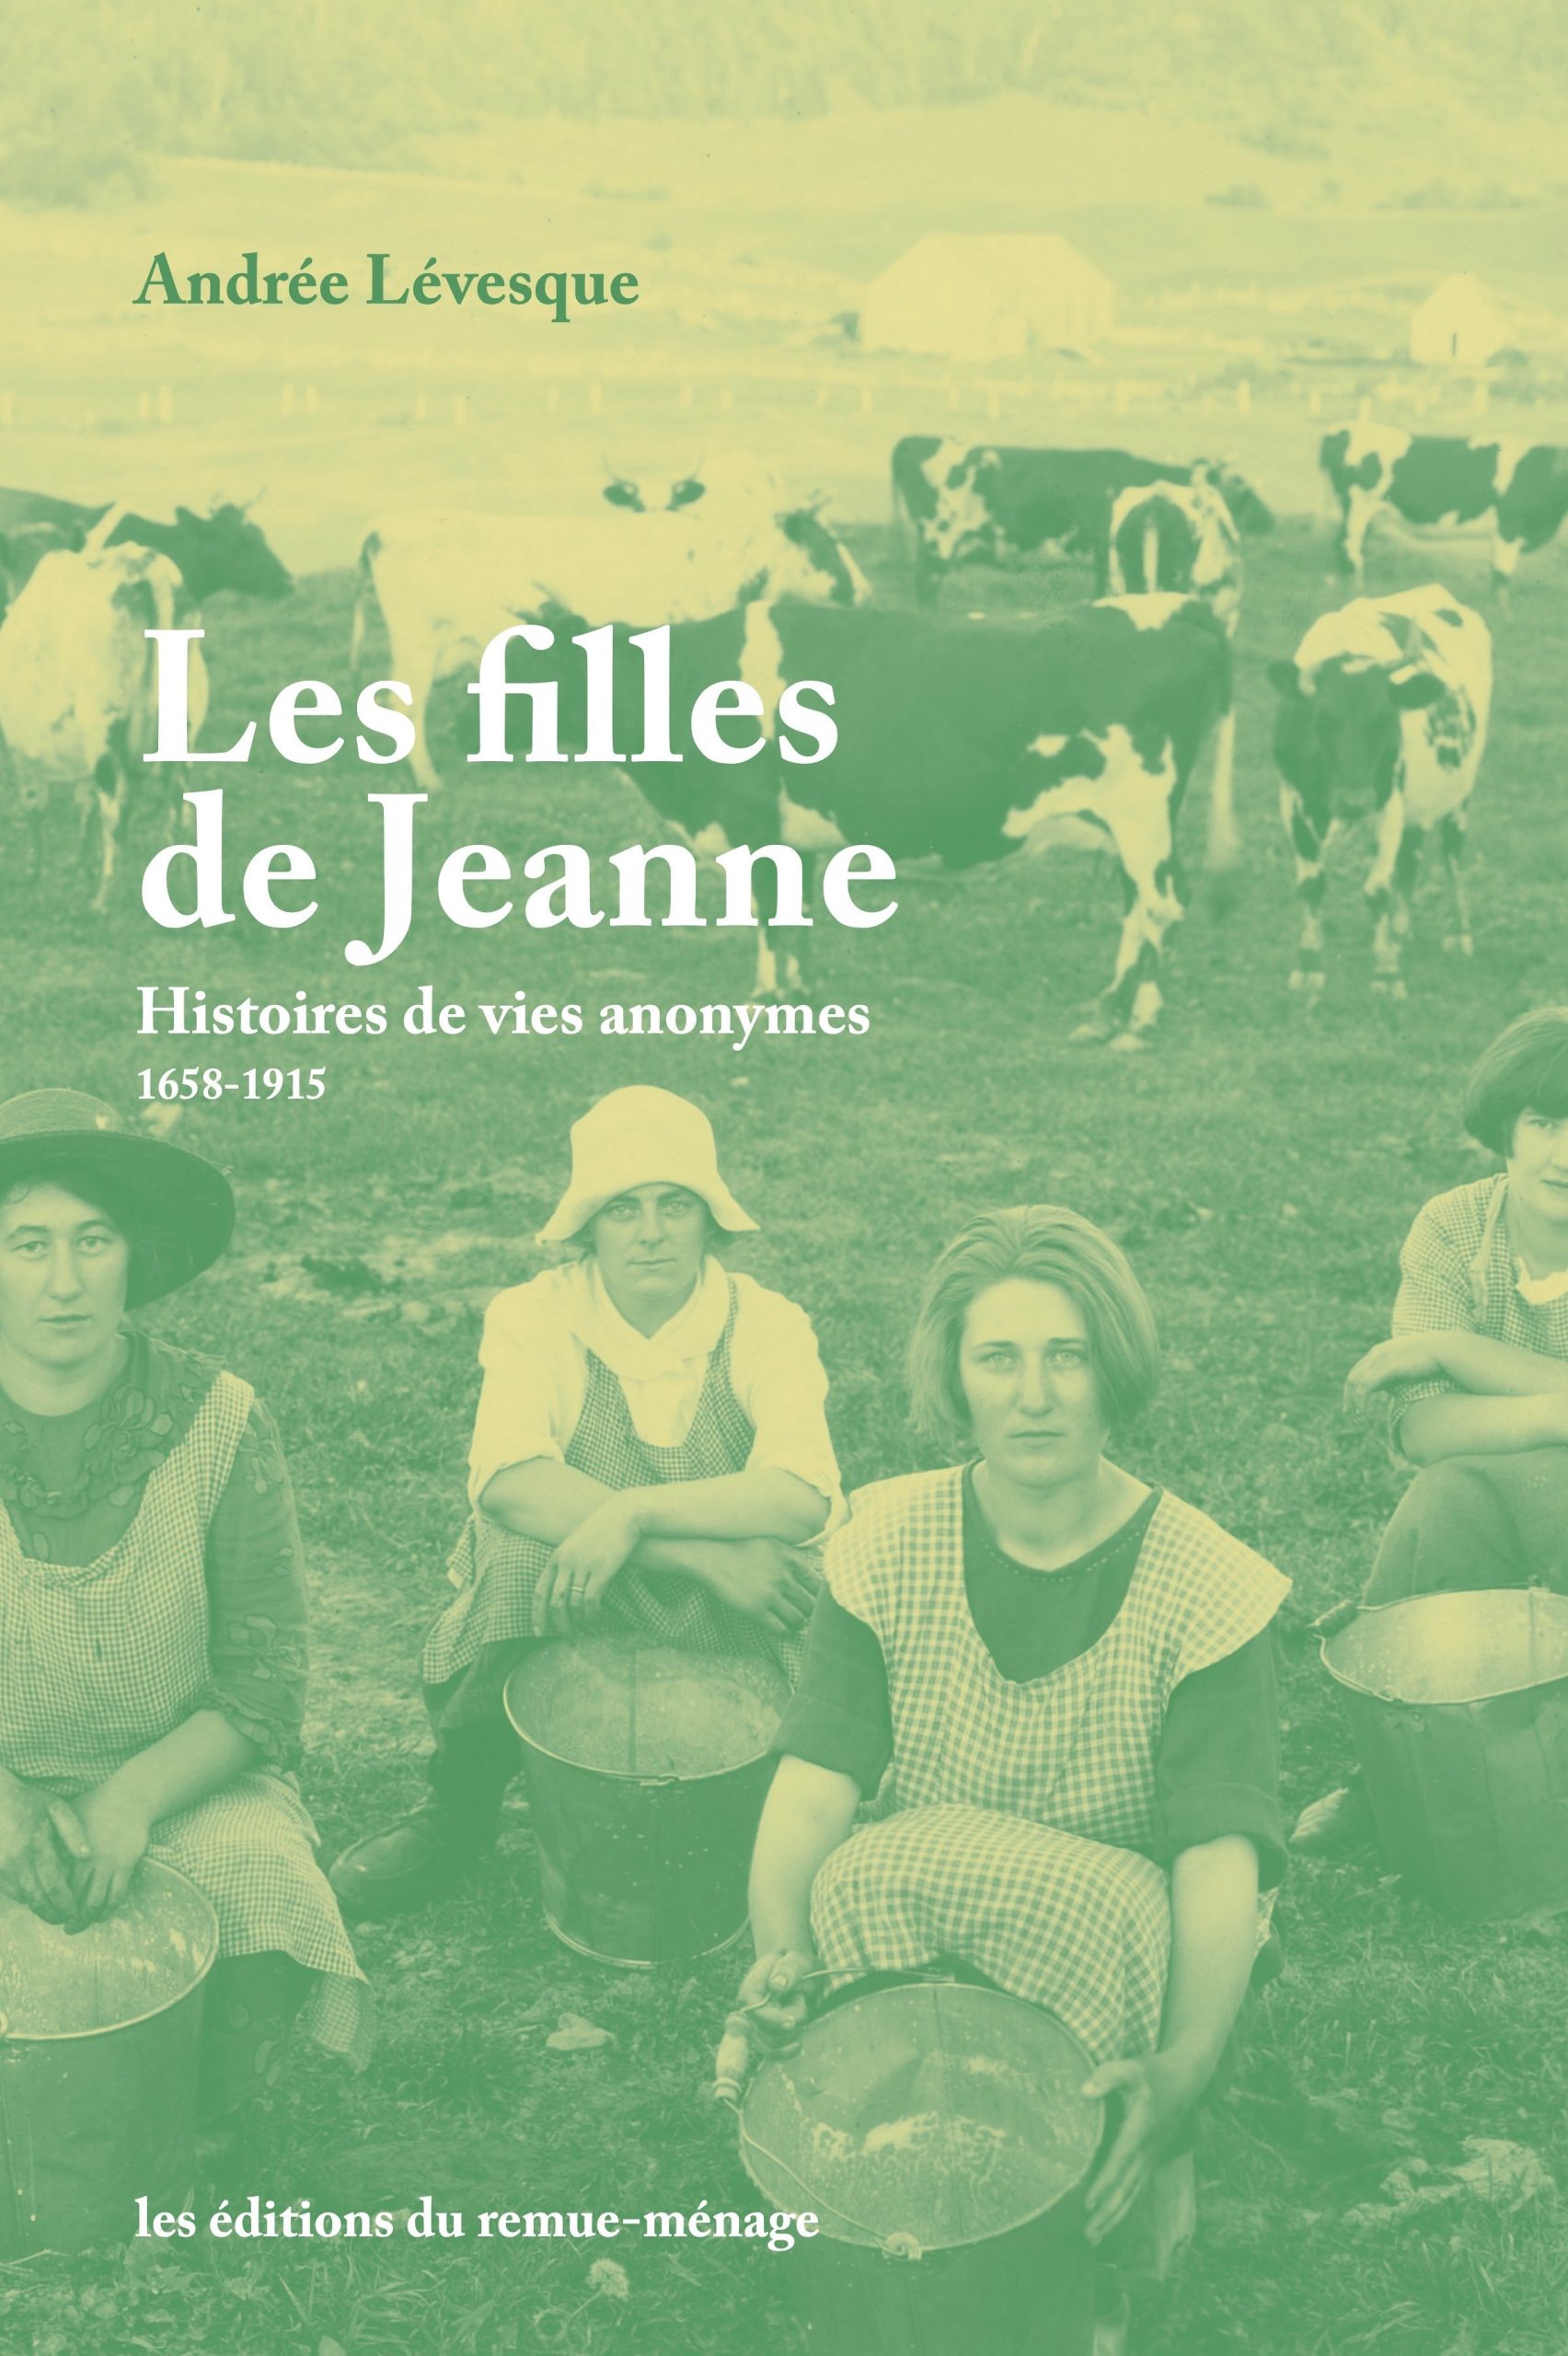 Andrée Lévesque
Les filles
de Jeanne
Histoires de vies anonymes
1658-1915
les éditions du remue-ménage